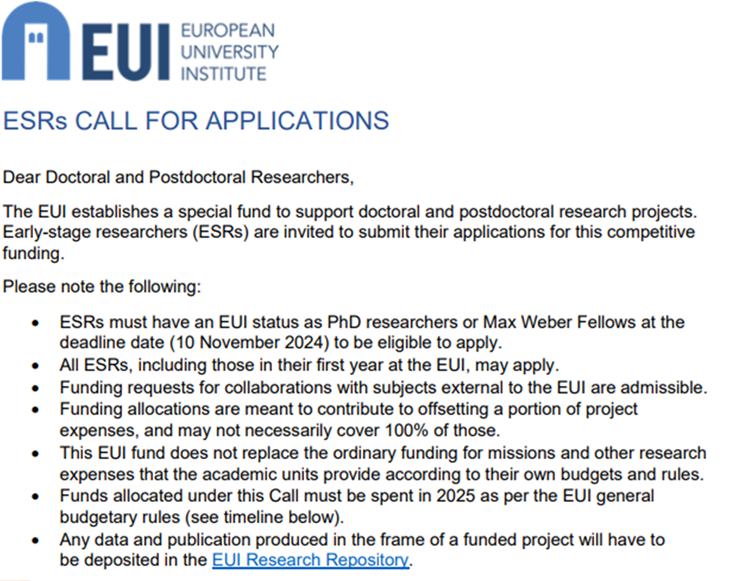 EUI
EUROPEAN
UNIVERSITY
INSTITUTE
ESRs CALL FOR APPLICATIONS
Dear Doctoral and Postdoctoral Researchers,
The EUI establishes a special fund to support doctoral and postdoctoral research projects.
Early-stage researchers (ESRs) are invited to submit their applications for this competitive
funding.
Please note the following:
• ESRs must have an EUI status as PhD researchers or Max Weber Fellows at the
deadline date (10 November 2024) to be eligible to apply.
• All ESRs, including those in their first year at the EUI, may apply.
• Funding requests for collaborations with subjects external to the EUI are admissible.
• Funding allocations are meant to contribute to offsetting a portion of project
expenses, and may not necessarily cover 100% of those.
• This EUI fund does not replace the ordinary funding for missions and other research
expenses that the academic units provide according to their own budgets and rules.
• Funds allocated under this Call must be spent in 2025 as per the EUI general
budgetary rules (see timeline below).
• Any data and publication produced in the frame of a funded project will have to
be deposited in the EUI Research Repository.